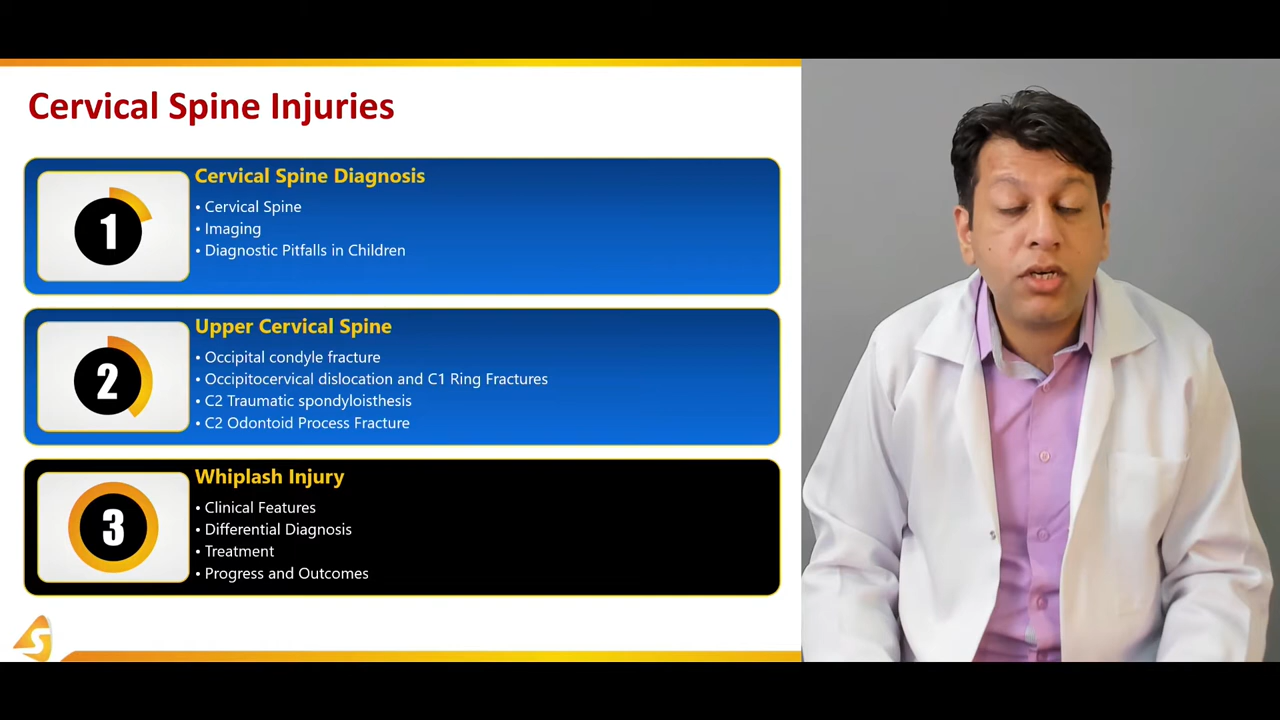 Cervical Spine Injuries
1
Cervical Spine Diagnosis
• Cervical Spine
• Imaging
• Diagnostic Pitfalls in Children
2
Upper Cervical Spine
• Occipital condyle fracture
• Occipitocervical dislocation and C1 Ring Fractures
• C2 Traumatic spondyloisthesis
• C2 Odontoid Process Fracture
3
Whiplash Injury
• Clinical Features
• Differential Diagnosis
• Treatment
• Progress and Outcomes
S